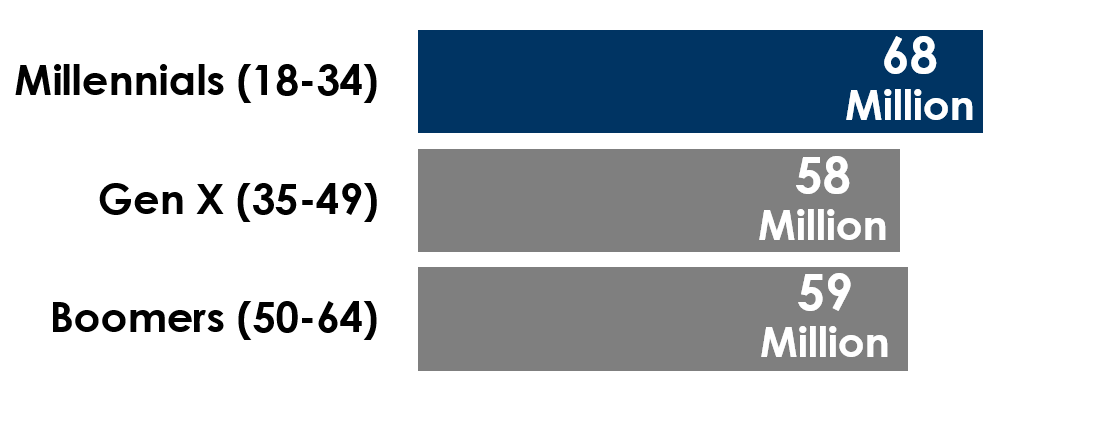 Millennials (18-34)
68
Million
Gen X (35-49)
58
Million
Boomers (50-64)
59
Million